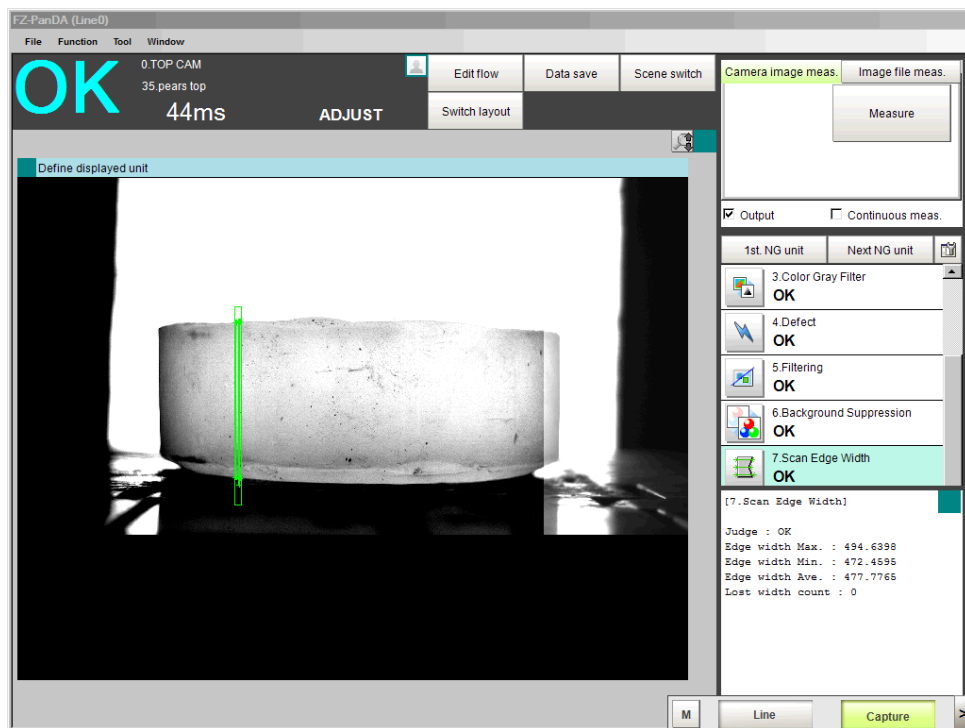 FZ-PanDA (Line0)
File Function Tool Window
OK
0.TOP CAM
35.pears top
44ms
ADJUST
Edit flow
Data save
Scene switch
Switch layout
Camera image meas.
Image file meas.
Measure
Output
Continuous meas.
Define displayed unit
1st. NG unit
Next NG unit
3.Color Gray Filter
OK
4.Defect
OK
5.Filtering
OK
6.Background Suppression
OK
7.Scan Edge Width
OK
[7.Scan Edge Width]
Judge : OK
Edge width Max. : 494.6398
Edge width Min. : 472.4595
Edge width Ave. : 477.7765
Lost width count : 0
M
Line
Capture
>